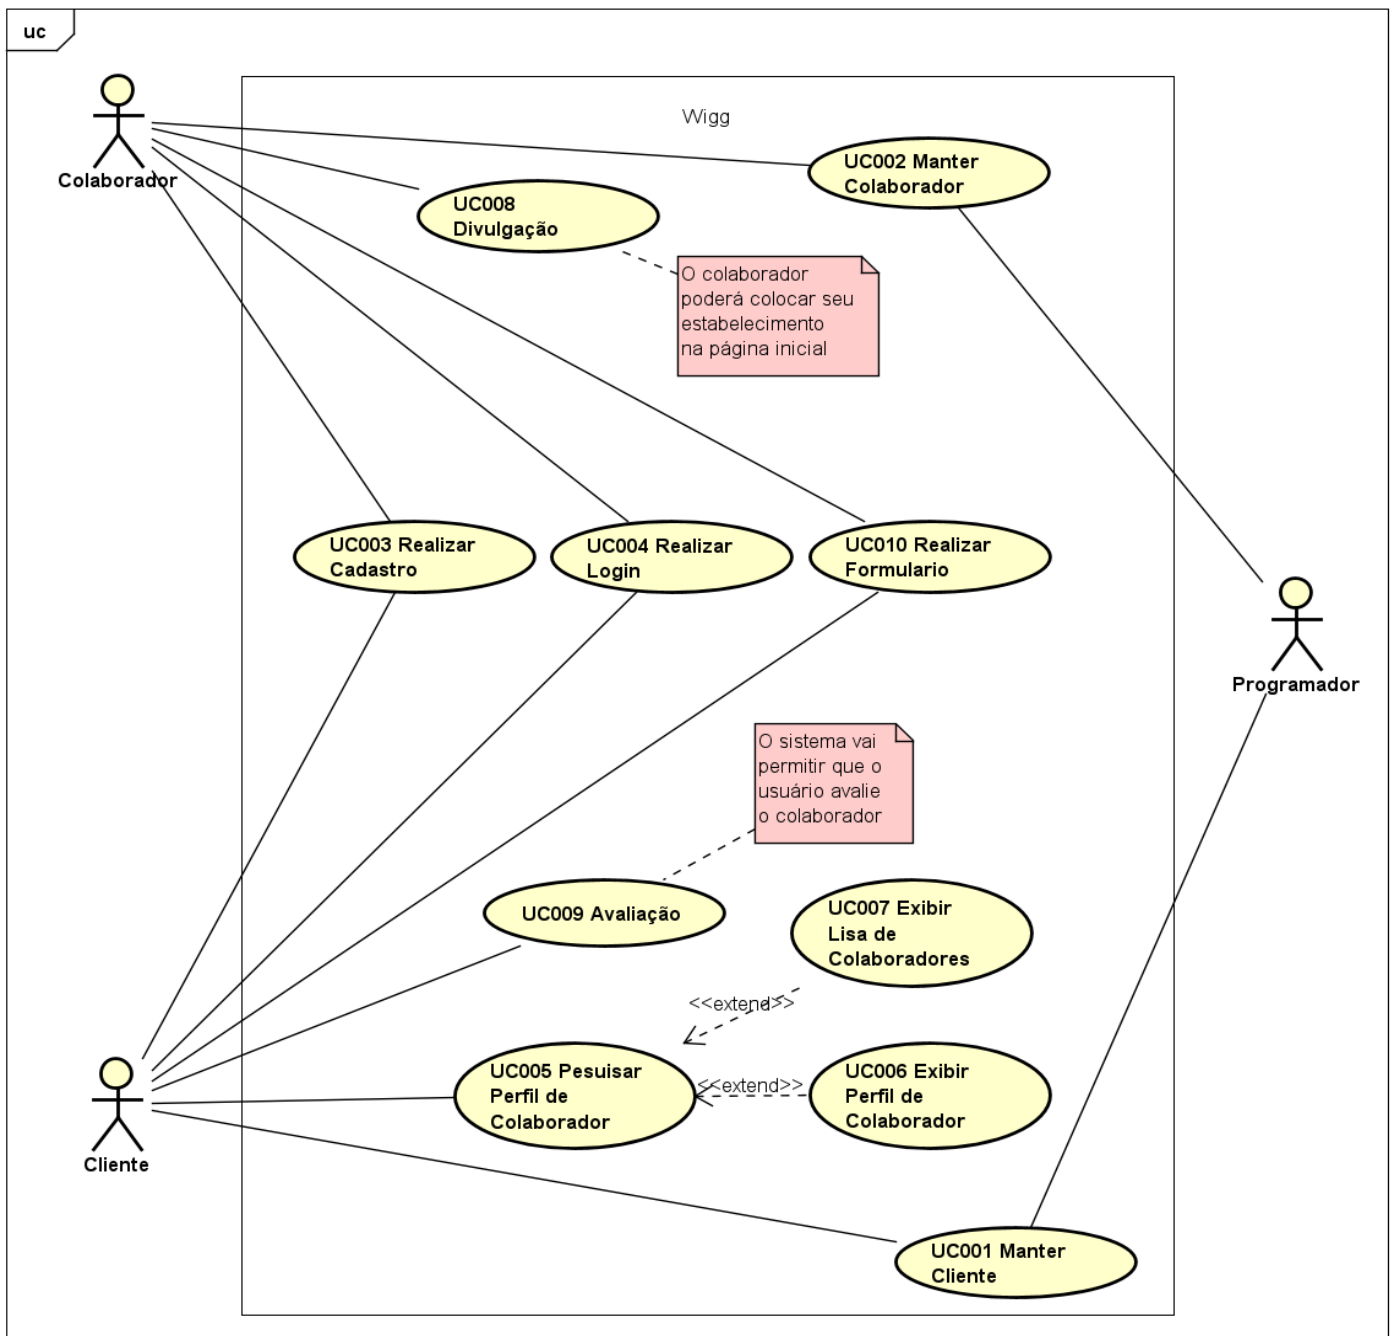 uc
Wigg
Colaborador
UC002 Manter
Colaborador
UC008
Divulgação
O colaborador
poderá colocar seu
estabelecimento
na página inicial
UC003 Realizar
Cadastro
UC004 Realizar
Login
UC010 Realizar
Formulario
Programador
O sistema vai
permitir que o
usuário avalie
o colaborador
UC009 Avaliação
UC007 Exibir
Lisa de
Colaboradores
<<extend>>
UC005 Pesuisar
Perfil de
Colaborador
<<extend>>
UC006 Exibir
Perfil de
Colaborador
Cliente
UC001 Manter
Cliente